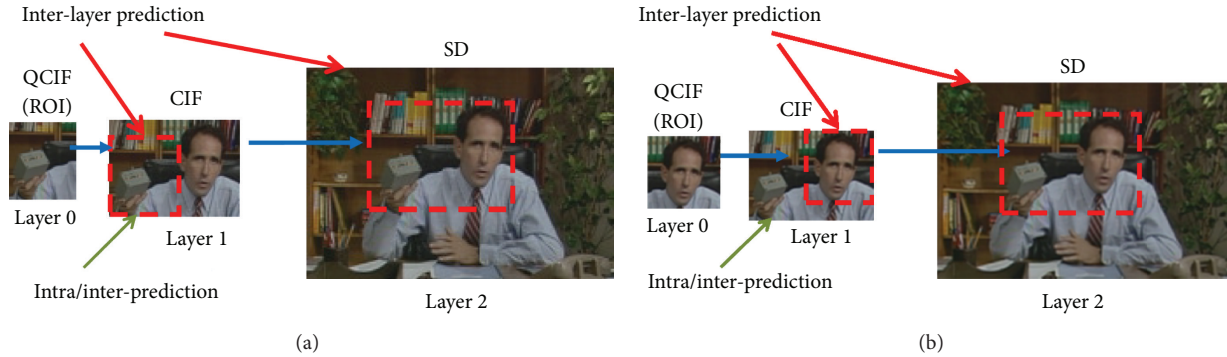 Inter-layer prediction
SD
QCIF
(ROI)
CIF
Layer 0
Layer 1
Intra/inter-prediction
Layer 2
(a)
Inter-layer prediction
SD
QCIF
(ROI)
CIF
Layer 0
Layer 1
Intra/inter-prediction
Layer 2
(b)